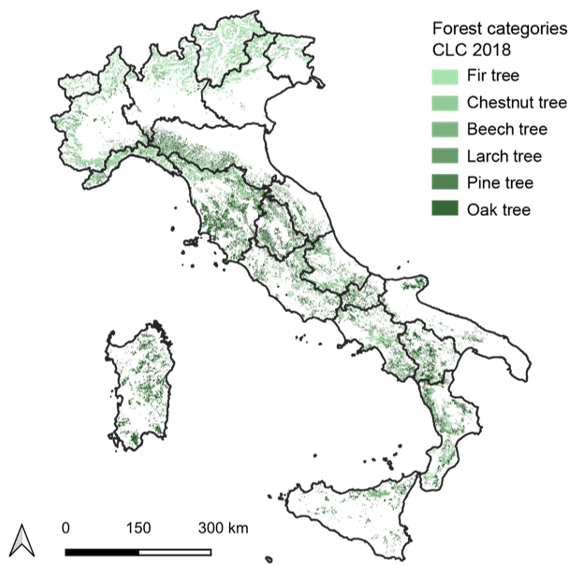 Forest categories
CLC 2018
Fir tree
Chestnut tree
Beech tree
Larch tree
Pine tree
Oak tree
0 150 300 km